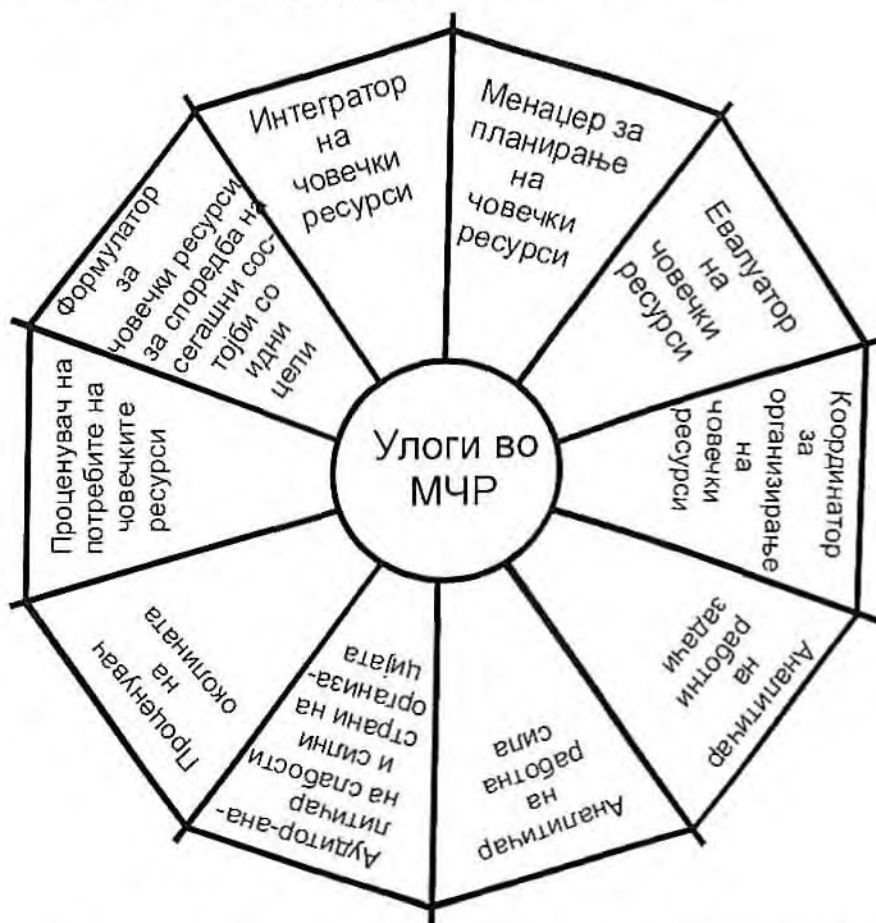 Улоги во
МЧР
Менаџер за
планирање
на
човечки
ресурси
Евалуатор
на
човечки
ресурси
Координатор
за
организирање
на
човечки
ресурси
Аналитичар
на
работни
задачи
Аналитичар
на
работна
сила
Аудитор-ана-
литичар
на слабости
и силни
страни на
организа-
цијата
Проценувач
на
околината
Проценувач на
потребите на
човечките
ресурси
Формулатор
за
човечки ресурси,
за споредба на
сегашни сос-
тојби со
идни
цели
Интегратор
на
човечки
ресурси